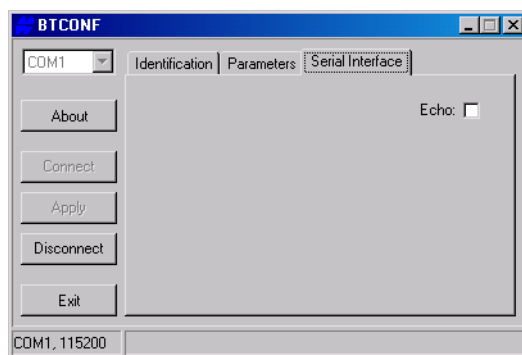 BTCONF
COM1
Identification Parameters Serial Interface
Echo:
About
Connect
Apply
Disconnect
Exit
COM1, 115200